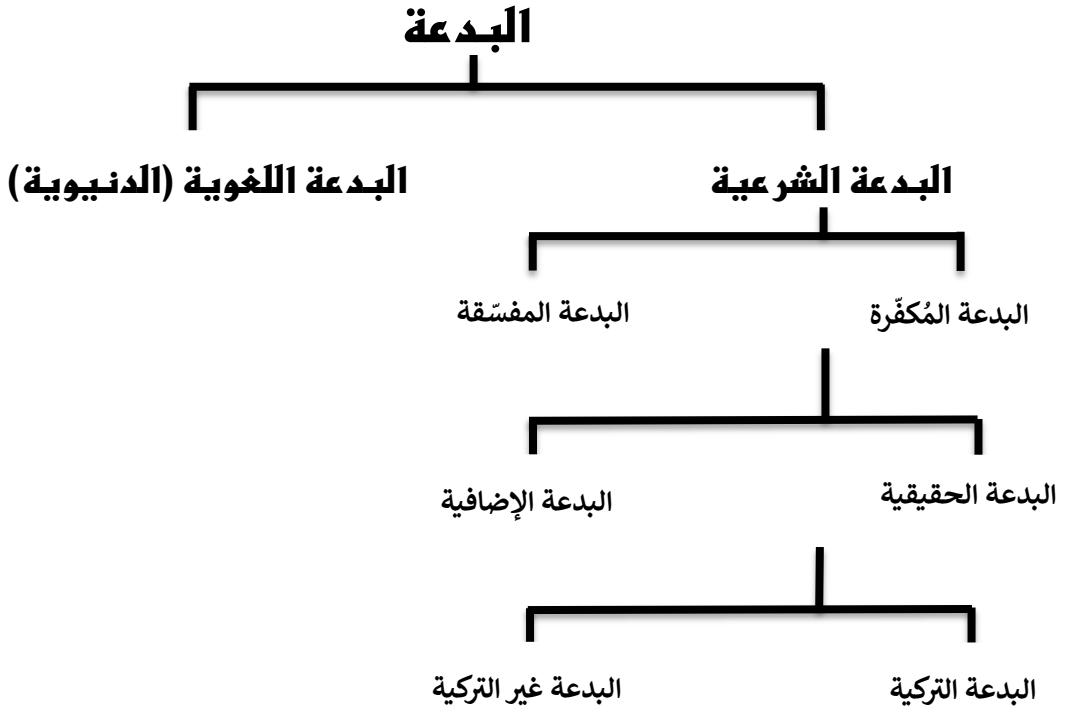 البدعة
البدعة الشرعية
البدعة اللغوية (الدنيوية)
البدعة المُكفّرة
البدعة المفسّقة
البدعة الحقيقية
البدعة الإضافية
البدعة التركية
البدعة غير التركية